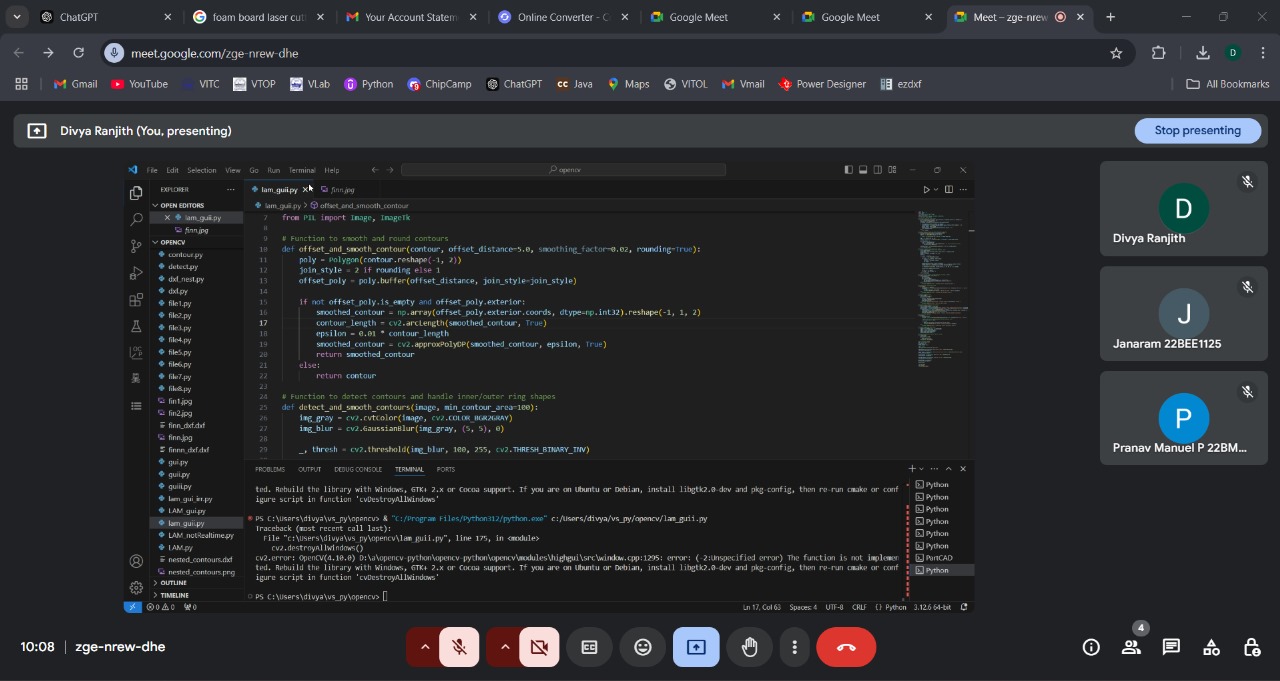 ChatGPT
foam board laser cut
Your Account Statem
Online Converter - C
Google Meet
Google Meet
Meet – zge-nrew
meet.google.com/zge-nrew-dhe
D
Gmail
YouTube
VITC
VTOP
VLab
Python
ChipCamp
ChatGPT
Java
Maps
VITOL
Vmail
Power Designer
ezdxf
All Bookmarks
Divya Ranjith (You, presenting)
Stop presenting
File Edit Selection View Go Run Terminal Help
opencv
EXPLORER
OPEN EDITORS
lam_guii.py
finn.jpg
OPENCV
contour.py
detect.py
dxf_nest.py
dxf.py
file1.py
file2.py
file3.py
file4.py
file5.py
file6.py
file7.py
file8.py
fin1.jpg
fin2.jpg
finn_dxf.dxf
finn.jpg
finnn_dxf.dxf
gui.py
guii.py
guiii.py
lam_gui_irr.py
LAM_gui.py
lam_guii.py
LAM_notRealtime.py
LAM.py
nested_contours.dxf
nested_contours.png
OUTLINE
TIMELINE
lam_guii.py
finn.jpg
lam_guii.py > offset_and_smooth_contour
7 from PIL import Image, ImageTk
8
9 # Function to smooth and round contours
10 def offset_and_smooth_contour(contour, offset_distance=5.0, smoothing_factor=0.02, rounding=True):
11 poly = Polygon(contour.reshape(-1, 2))
12 join_style = 2 if rounding else 1
13 offset_poly = poly.buffer(offset_distance, join_style=join_style)
14
15 if not offset_poly.is_empty and offset_poly.exterior:
16 smoothed_contour = np.array(offset_poly.exterior.coords, dtype=np.int32).reshape(-1, 1, 2)
17 contour_length = cv2.arcLength(smoothed_contour, True)
18 epsilon = 0.01 * contour_length
19 smoothed_contour = cv2.approxPolyDP(smoothed_contour, epsilon, True)
20 return smoothed_contour
21 else:
22 return contour
23
24 # Function to detect contours and handle inner/outer ring shapes
25 def detect_and_smooth_contours(image, min_contour_area=100):
26 img_gray = cv2.cvtColor(image, cv2.COLOR_BGR2GRAY)
27 img_blur = cv2.GaussianBlur(img_gray, (5, 5), 0)
28
29 _, thresh = cv2.threshold(img_blur, 100, 255, cv2.THRESH_BINARY_INV)
PROBLEMS OUTPUT DEBUG CONSOLE TERMINAL PORTS
ted. Rebuild the library with Windows, GTK+ 2.x or Cocoa support. If you are on Ubuntu or Debian, install libgtk2.0-dev and pkg-config, then re-run cmake or conf
igure script in function 'cvDestroyAllWindows'
PS C:\Users\divya\vs_py\opencv> & "C:/Program Files/Python312/python.exe" c:/Users/divya/vs_py/opencv/lam_guii.py
Traceback (most recent call last):
File "c:\Users\divya\vs_py\opencv\lam_guii.py", line 175, in <module>
cv2.destroyAllWindows()
cv2.error: OpenCV(4.10.0) D:\a\opencv-python\opencv-python\opencv\modules\highgui\src\window.cpp:1295: error: (-2:Unspecified error) The function is not implemen
ted. Rebuild the library with Windows, GTK+ 2.x or Cocoa support. If you are on Ubuntu or Debian, install libgtk2.0-dev and pkg-config, then re-run cmake or conf
igure script in function 'cvDestroyAllWindows'
PS C:\Users\divya\vs_py\opencv>
Python
Python
Python
Python
Python
Python
PartCAD
Python
0 0 0
Ln 17, Col 63 Spaces: 4 UTF-8 CRLF Python 3.12.6 64-bit
D
Divya Ranjith
J
Janaram 22BEE1125
P
Pranav Manuel P 22BM...
10:08 | zge-nrew-dhe
4